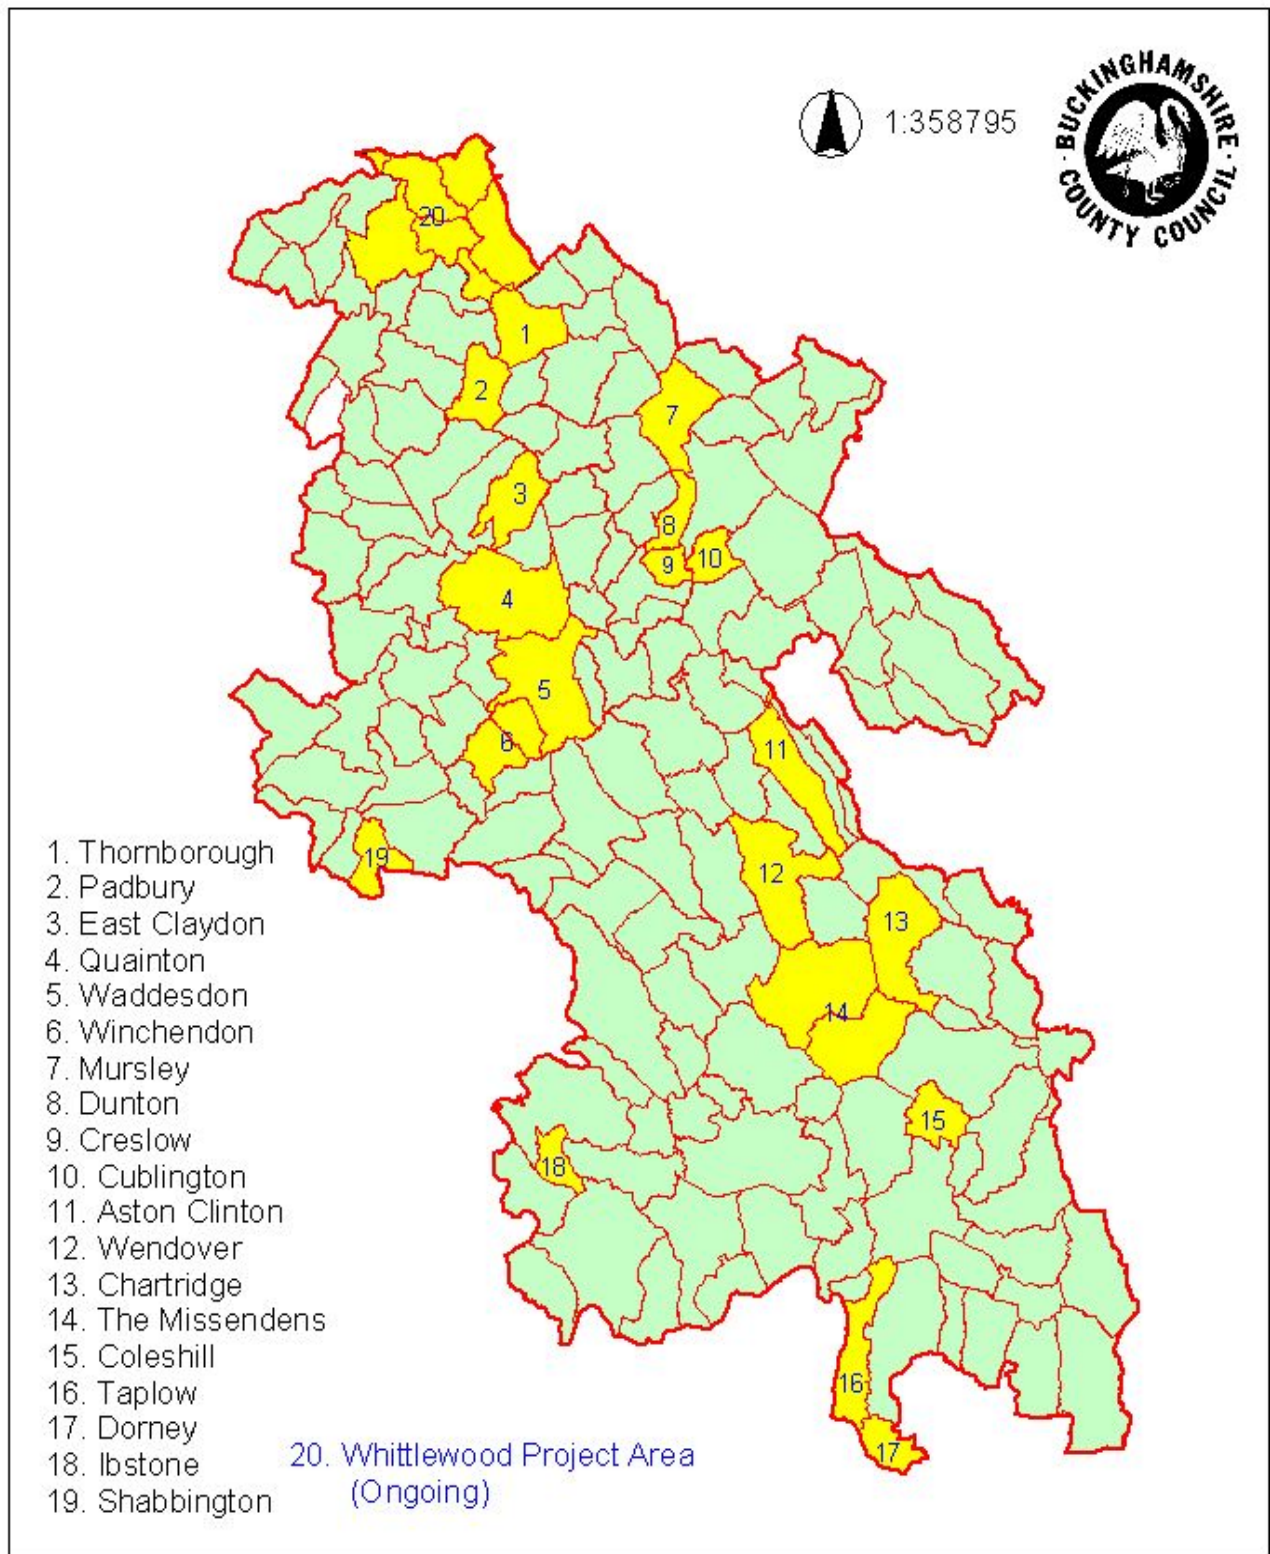 1:358795
· BUCKINGHAMSHIRE ·
COUNTY COUNCIL
20
1
2
7
3
8
9
10
4
5
6
11
19
12
13
14
15
18
16
17
1. Thornborough
2. Padbury
3. East Claydon
4. Quainton
5. Waddesdon
6. Winchendon
7. Mursley
8. Dunton
9. Creslow
10. Cublington
11. Aston Clinton
12. Wendover
13. Chartridge
14. The Missendens
15. Coleshill
16. Taplow
17. Dorney
18. Ibstone
19. Shabbington
20. Whittlewood Project Area
(Ongoing)